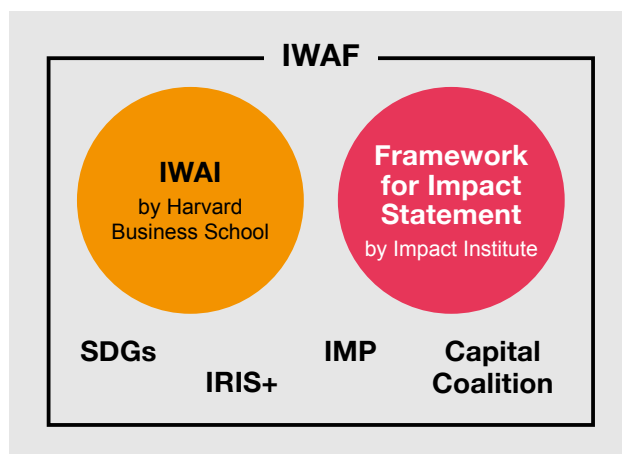 IWAF
IWAI
by Harvard
Business School
Framework
for Impact
Statement
by Impact Institute
SDGs
IRIS+
IMP
Capital
Coalition